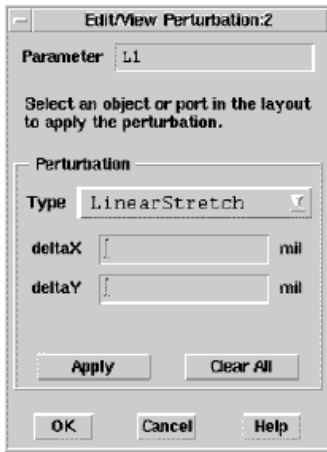 Edit/View Perturbation:2
Parameter L1
Select an object or port in the layout
to apply the perturbation.
Perturbation
Type LinearStretch
deltaX mil
deltaY mil
Apply Clear All
OK Cancel Help